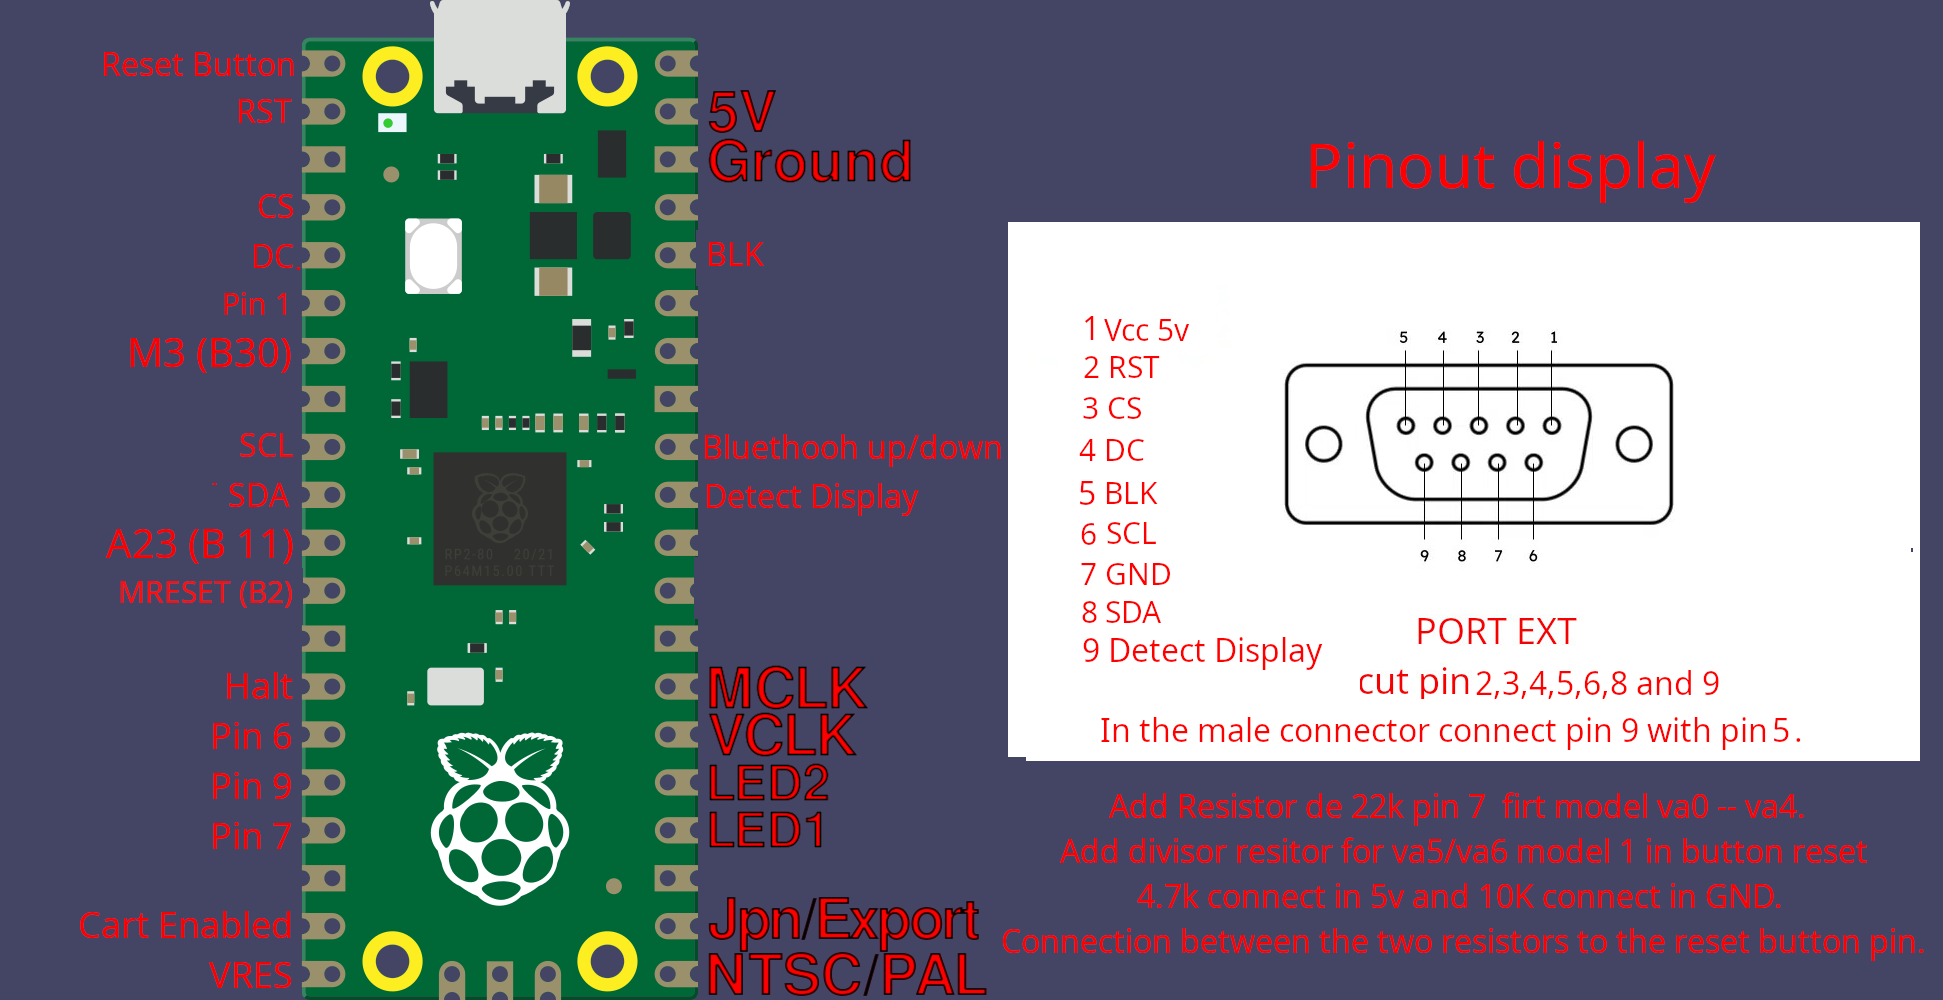 Reset Button
RST
CS
DC
Pin 1
M3 (B30)
SCL
SDA
A23 (B 11)
MRESET (B2)
Halt
Pin 6
Pin 9
Pin 7
Cart Enabled
VRES
RP2-80 20/21
P64M15.00 TTT
5V
Ground
BLK
Bluethooh up/down
Detect Display
MCLK
VCLK
LED2
LED1
Jpn/Export
NTSC/PAL
Pinout display
1 Vcc 5v
2 RST
3 CS
4 DC
5 BLK
6 SCL
7 GND
8 SDA
9 Detect Display
5 4 3 2 1
9 8 7 6
PORT EXT
cut pin 2,3,4,5,6,8 and 9
In the male connector connect pin 9 with pin 5.
Add Resistor de 22k pin 7 firt model va0 -- va4.
Add divisor resitor for va5/va6 model 1 in button reset
4.7k connect in 5v and 10K connect in GND.
Connection between the two resistors to the reset button pin.